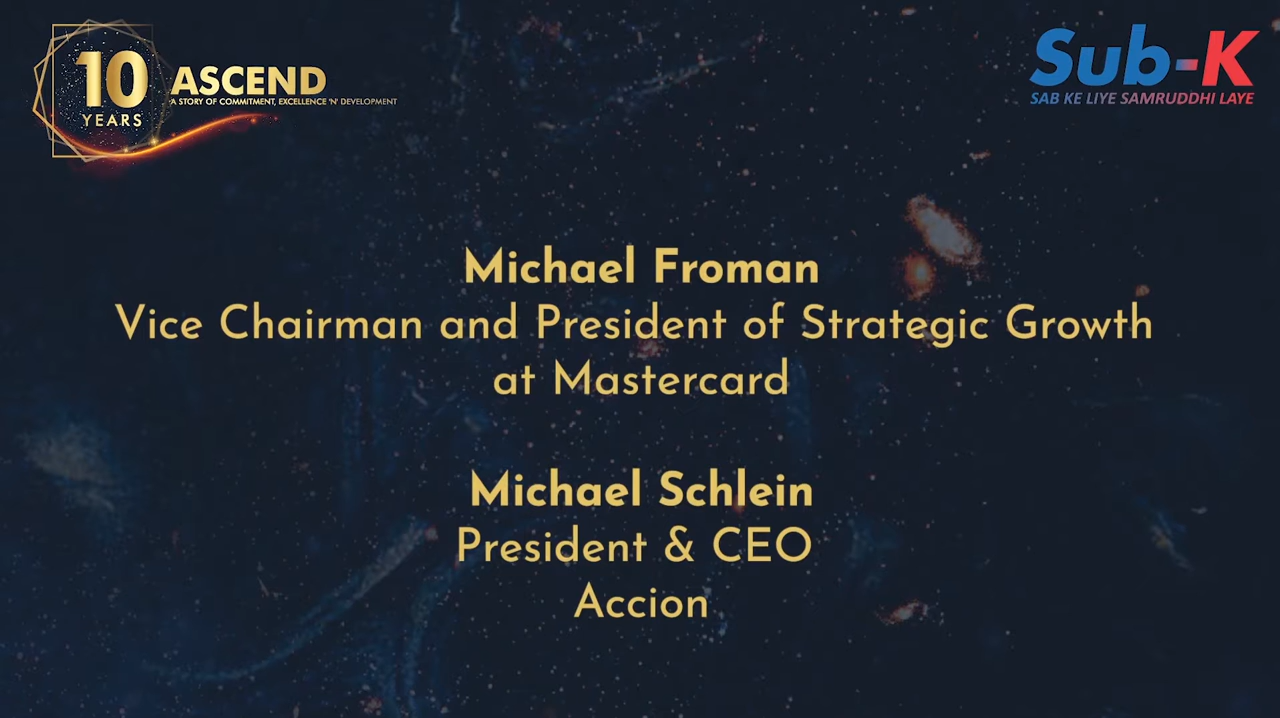 10
YEARS
ASCEND
A STORY OF COMMITMENT, EXCELLENCE 'N' DEVELOPMENT
Sub-K
SAB KE LIYE SAMRUDDHI LAYE
Michael Froman
Vice Chairman and President of Strategic Growth
at Mastercard
Michael Schlein
President & CEO
Accion